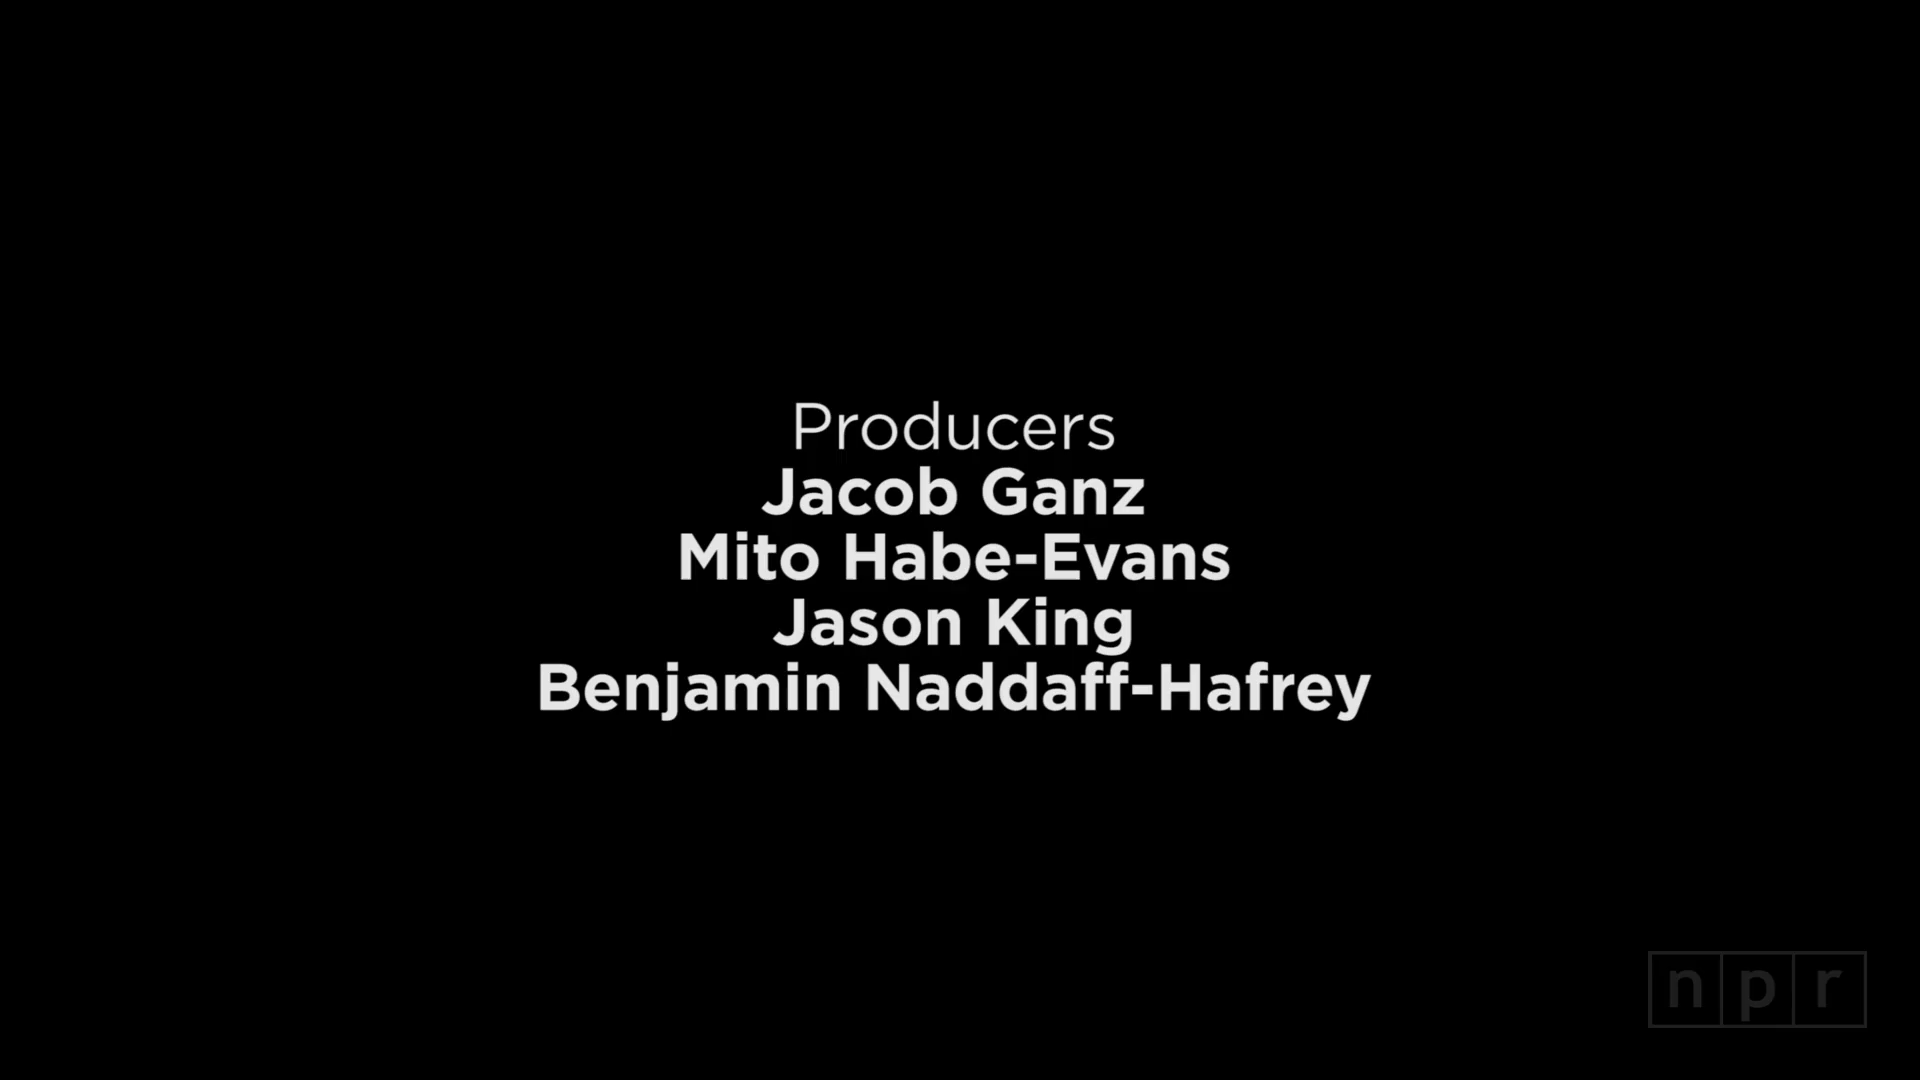 Producers
Jacob Ganz
Mito Habe-Evans
Jason King
Benjamin Naddaff-Hafrey
npr